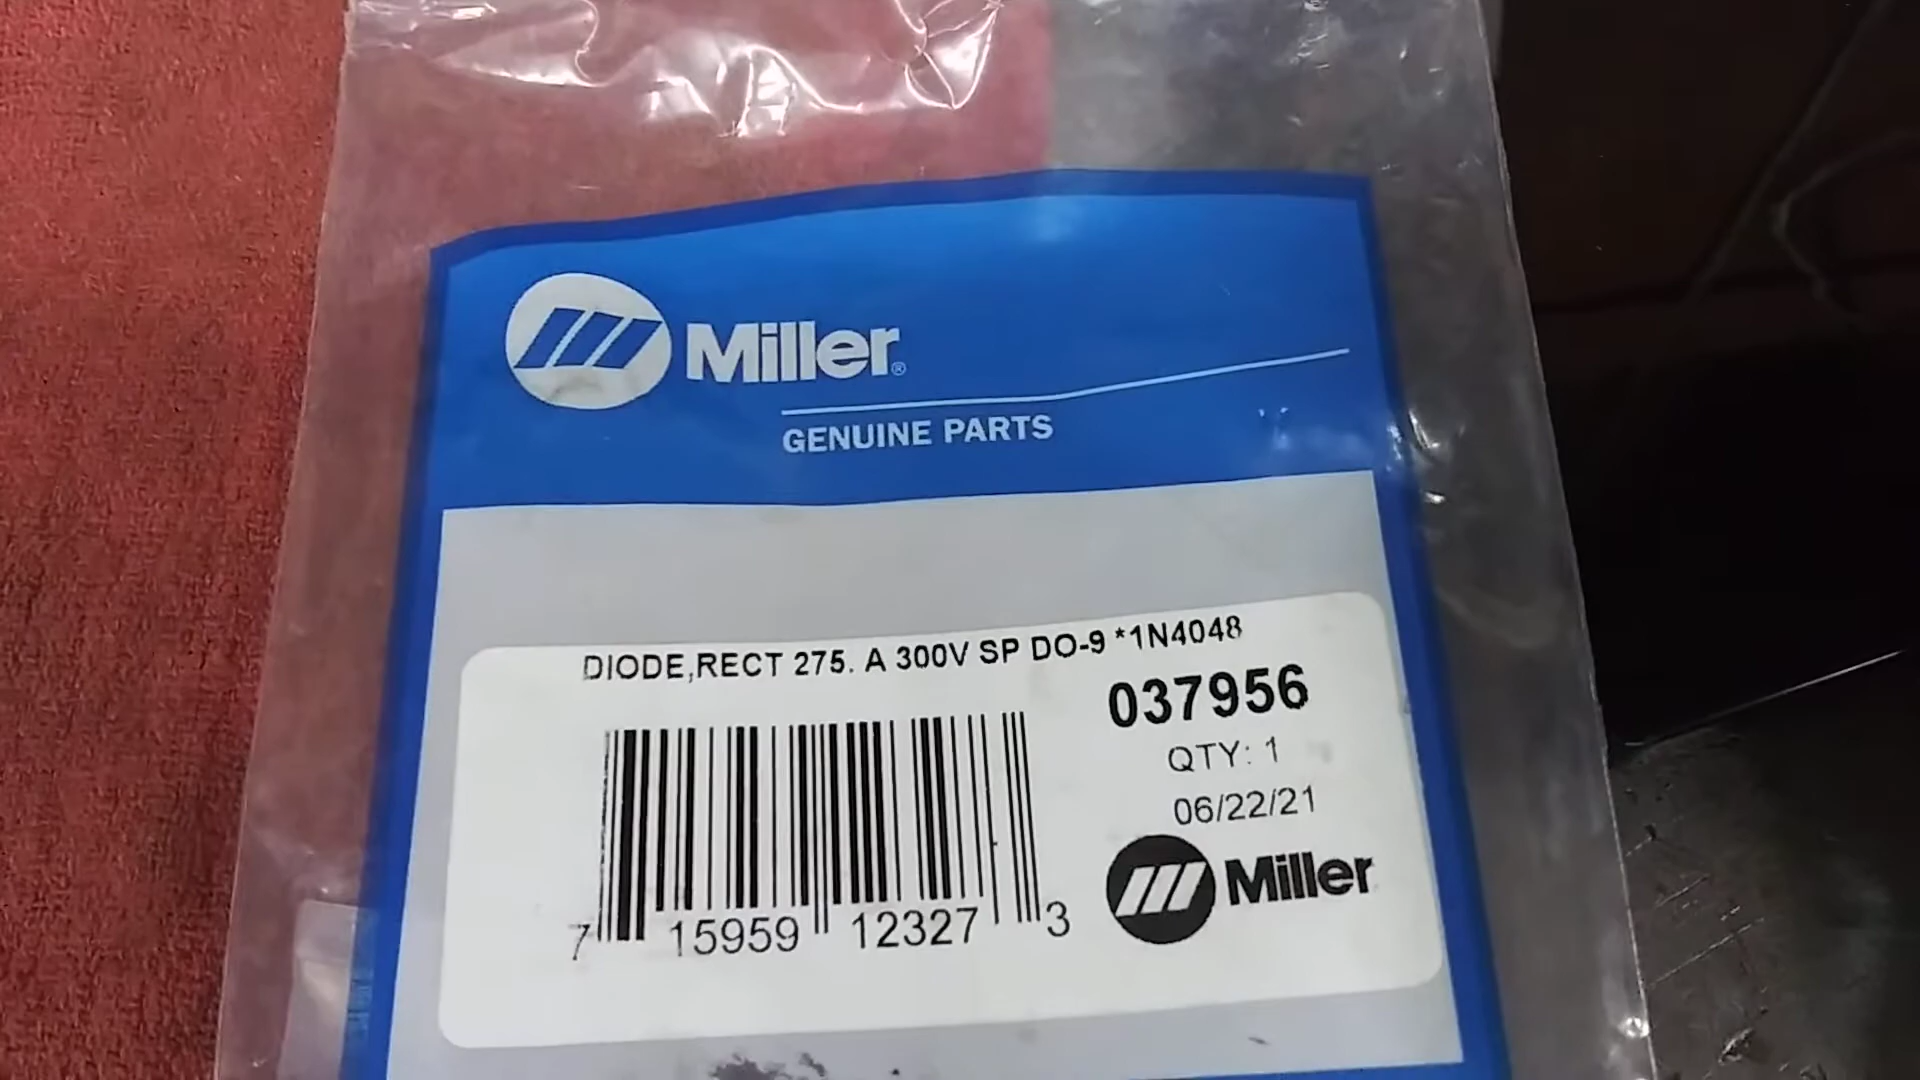 Miller®
GENUINE PARTS
DIODE,RECT 275. A 300V SP DO-9 *1N4048
037956
QTY: 1
06/22/21
Miller
7 15959 12327 3